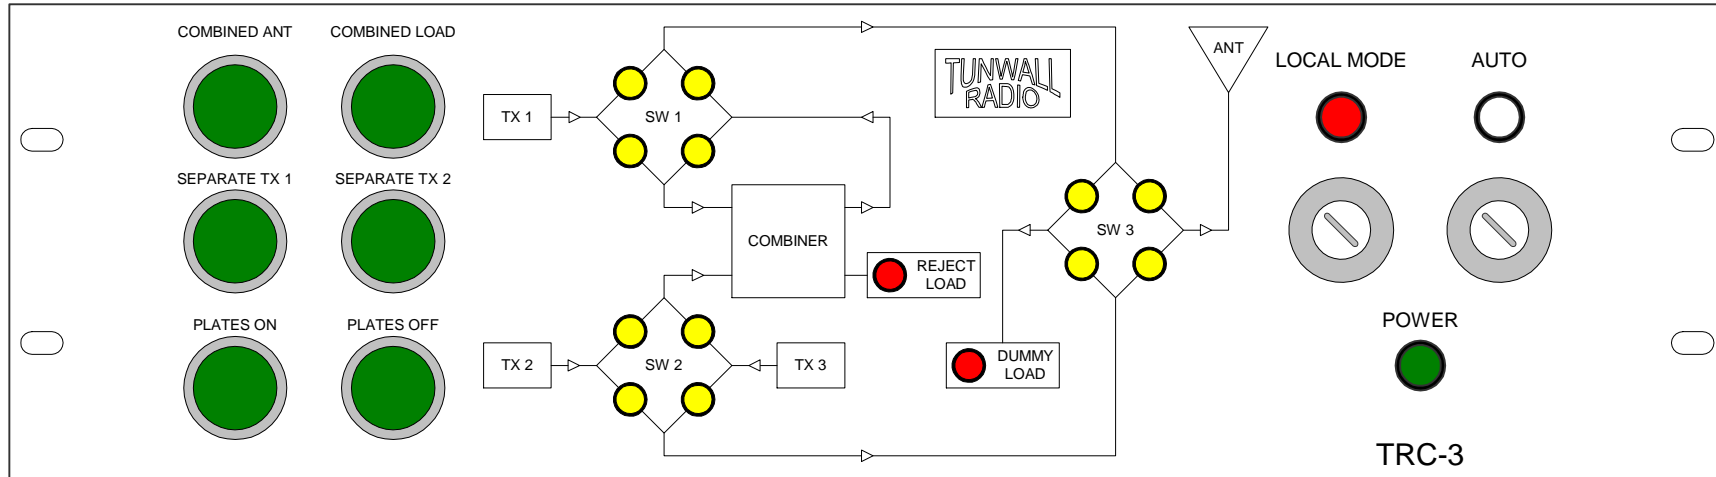 COMBINED ANT
COMBINED LOAD
SEPARATE TX 1
SEPARATE TX 2
PLATES ON
PLATES OFF
TX 1
SW 1
COMBINER
REJECT
LOAD
TX 2
SW 2
TX 3
TUNWALL
RADIO
SW 3
DUMMY
LOAD
ANT
LOCAL MODE
AUTO
POWER
TRC-3